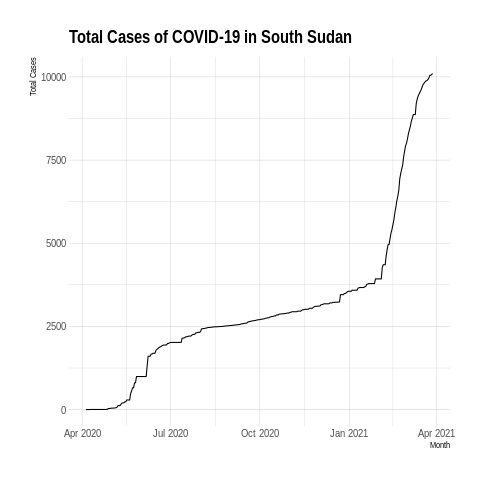 Total Cases of COVID-19 in South Sudan
Total Cases
10000
7500
5000
2500
0
Apr 2020 Jul 2020 Oct 2020 Jan 2021 Apr 2021
Month